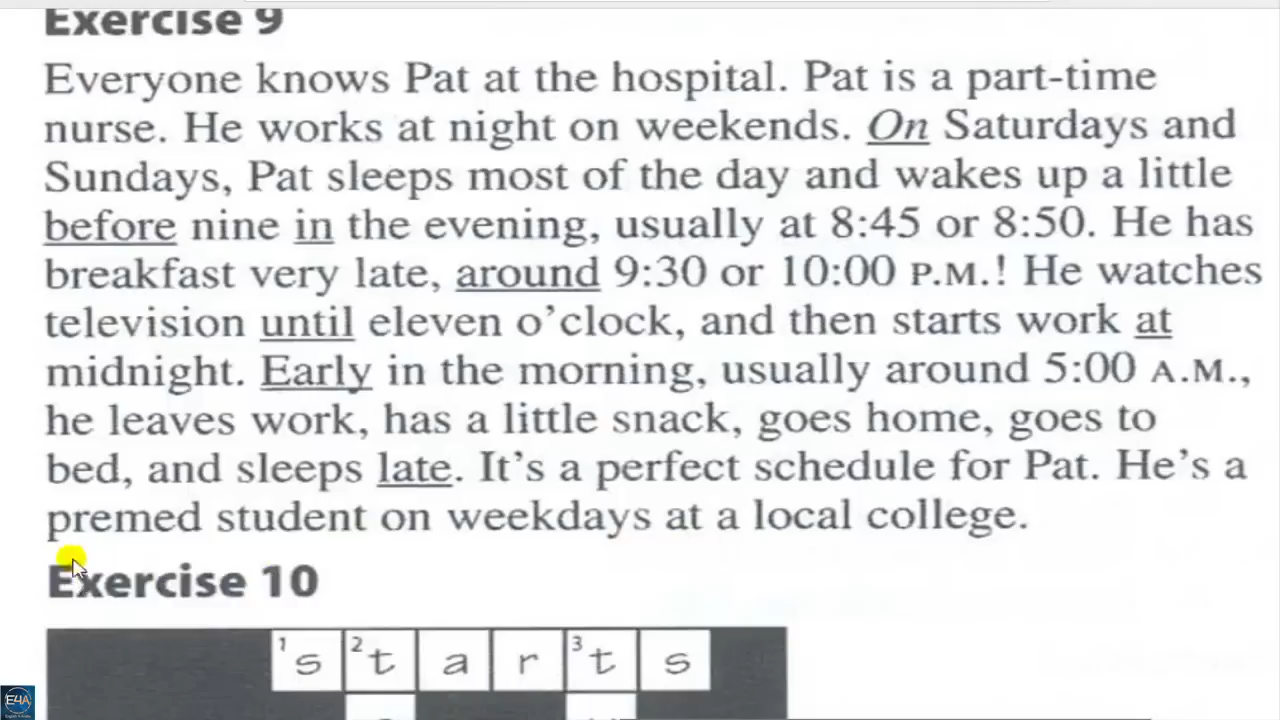 Exercise 9
Everyone knows Pat at the hospital. Pat is a part-time
nurse. He works at night on weekends. On Saturdays and
Sundays, Pat sleeps most of the day and wakes up a little
before nine in the evening, usually at 8:45 or 8:50. He has
breakfast very late, around 9:30 or 10:00 P.M.! He watches
television until eleven o'clock, and then starts work at
midnight. Early in the morning, usually around 5:00 A.M.,
he leaves work, has a little snack, goes home, goes to
bed, and sleeps late. It's a perfect schedule for Pat. He's a
premed student on weekdays at a local college.
Exercise 10
1 s 2 t a r 3 t s
E4A